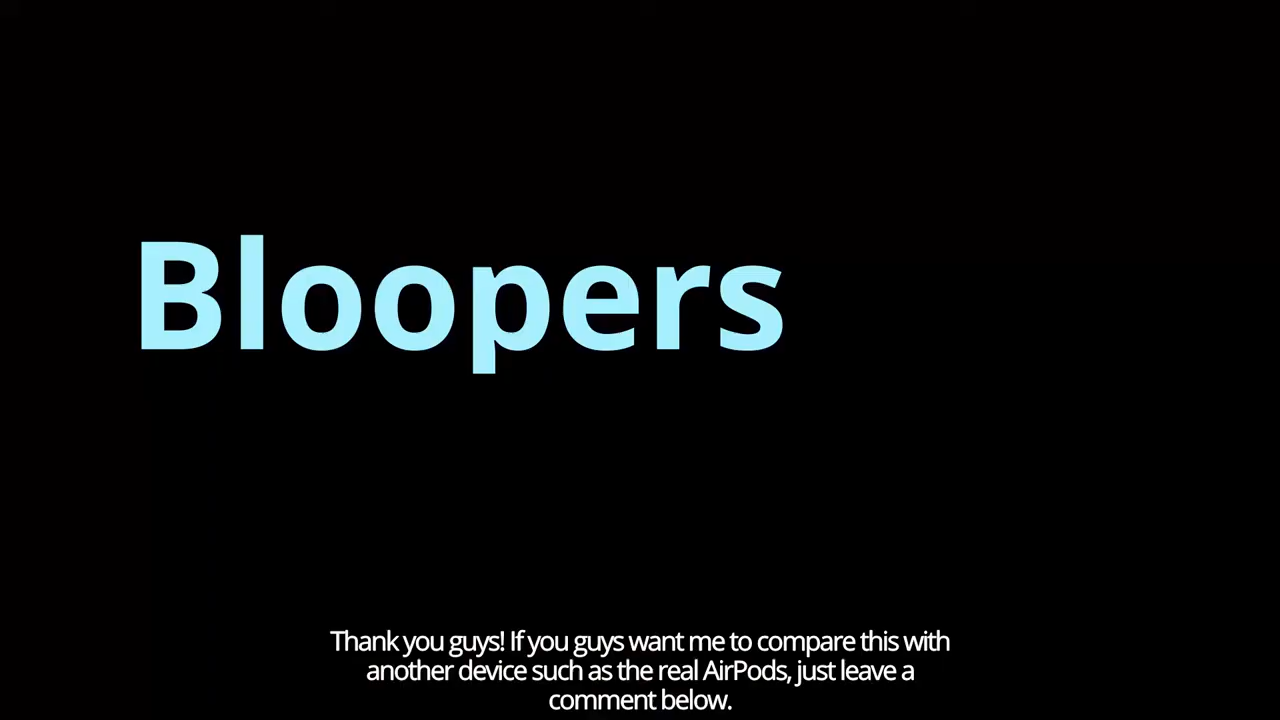 Bloopers
Thank you guys! If you guys want me to compare this with
another device such as the real AirPods, just leave a
comment below.